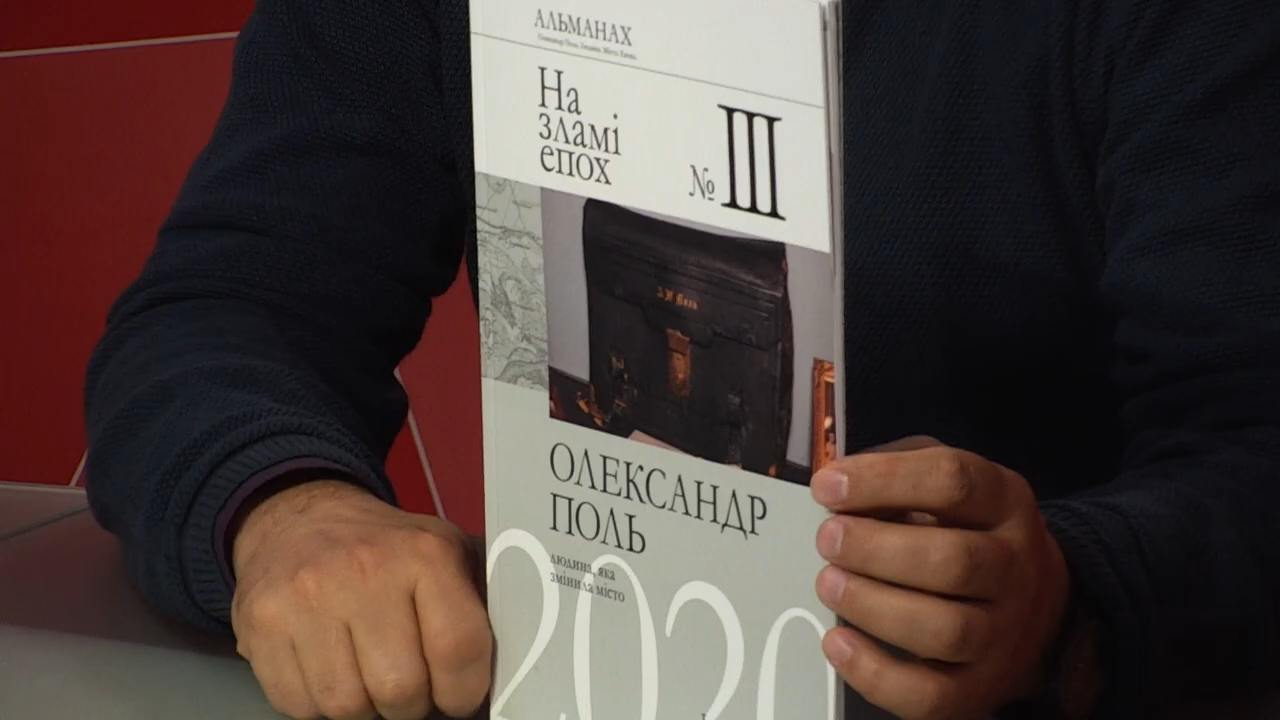 АЛЬМАНАХ
На
зламі
епох
№ III
ОЛЕКСАНДР
ПОЛЬ
людина, яка
змінила місто
2020